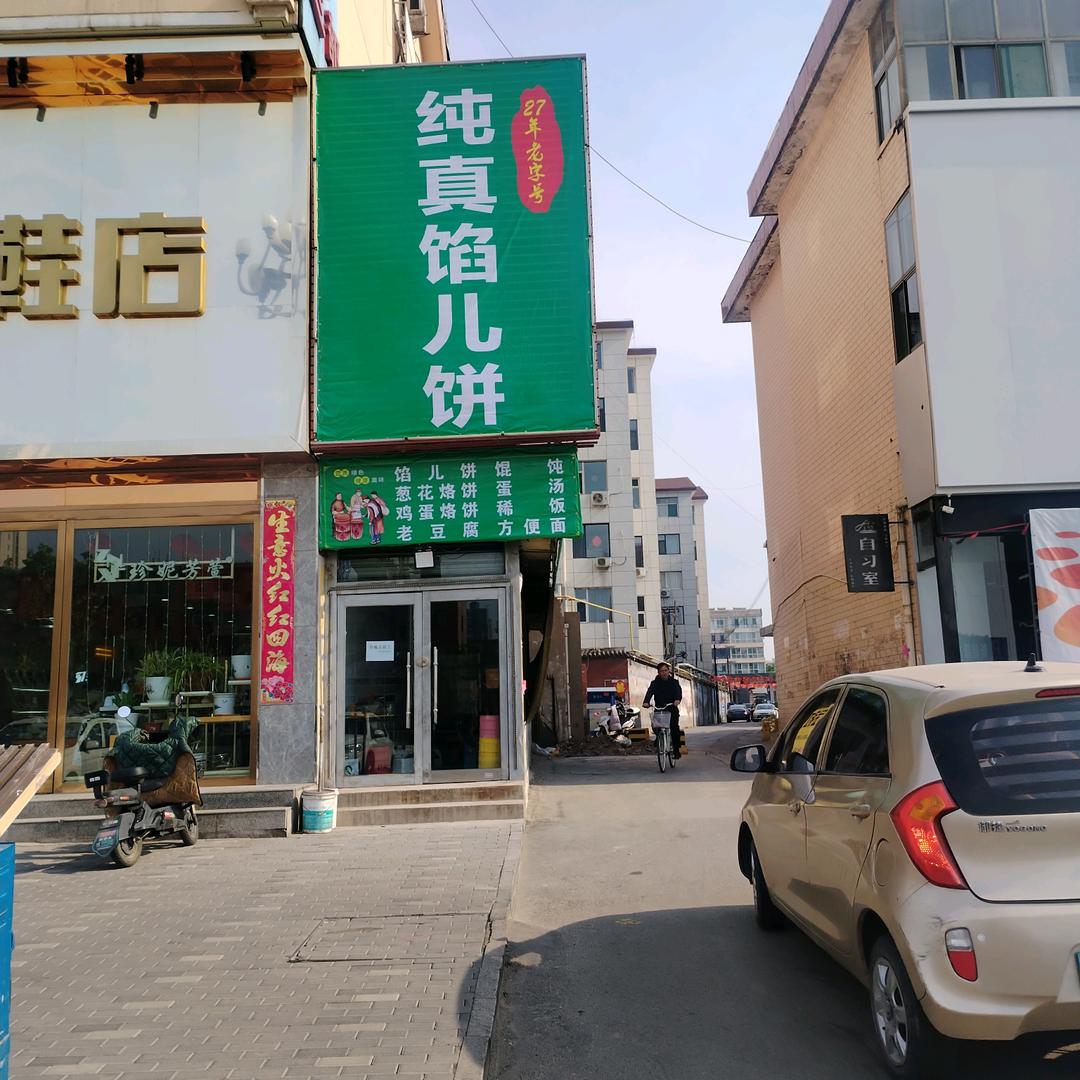 鞋店
27年老字号
纯真馅儿饼
馅儿饼 馄饨
葱花烙饼 蛋汤
鸡蛋烙饼 稀饭
老豆腐 方便面
生意火红红四海
珍妮芳萱
自习室